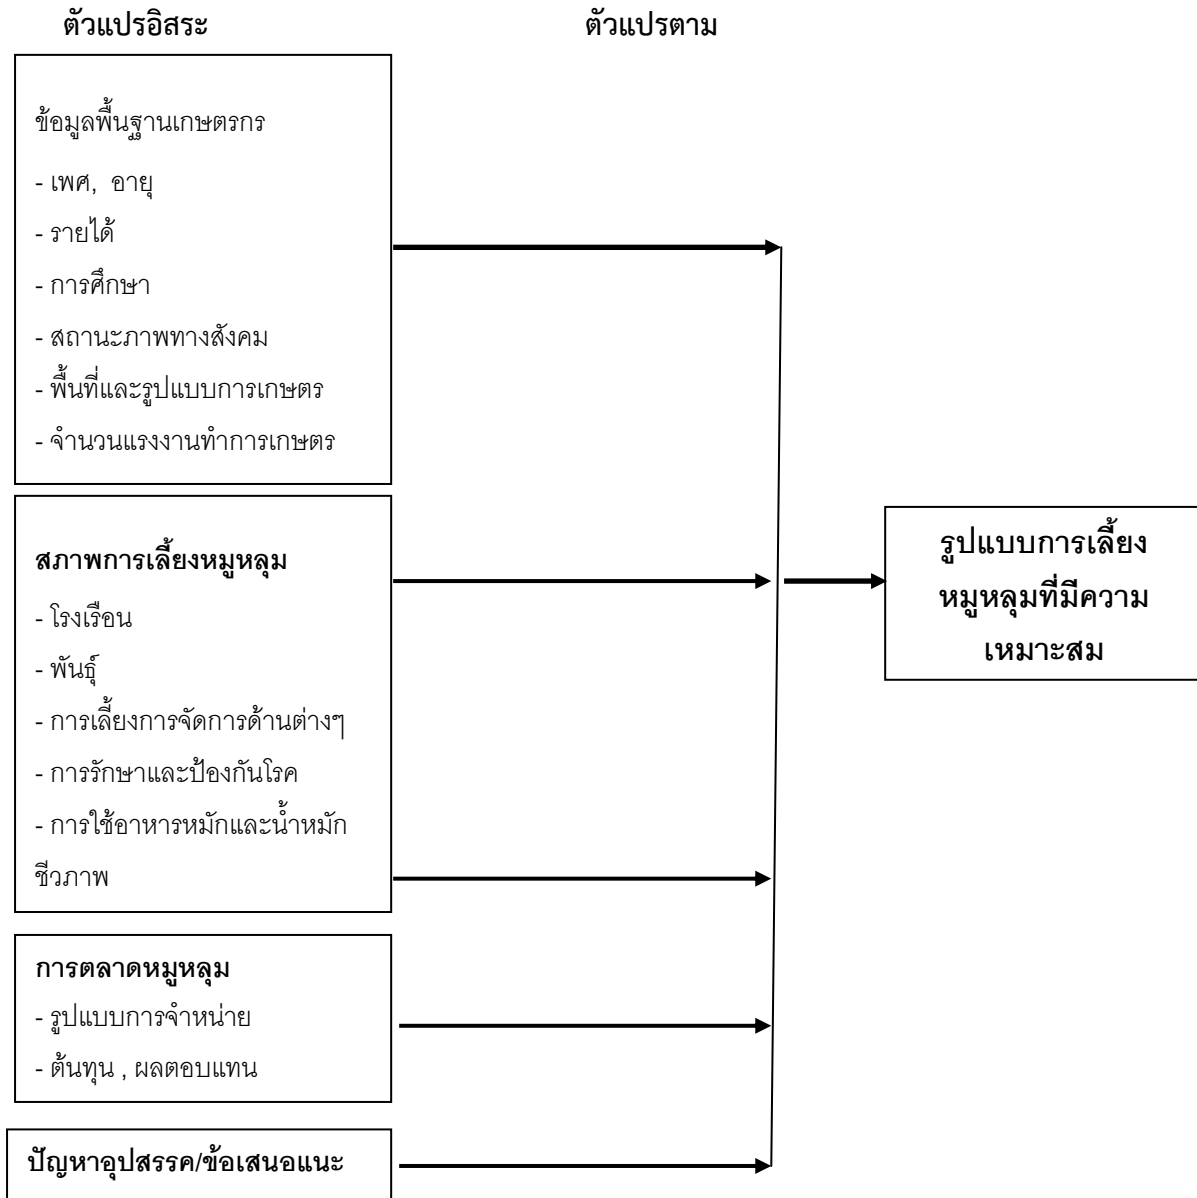 ตัวแปรอิสระ
ตัวแปรตาม
ข้อมูลพื้นฐานเกษตรกร
- เพศ, อายุ
- รายได้
- การศึกษา
- สถานะภาพทางสังคม
- พื้นที่และรูปแบบการเกษตร
- จำนวนแรงงานทำการเกษตร
สภาพการเลี้ยงหมูหลุม
- โรงเรือน
- พันธุ์
- การเลี้ยงการจัดการด้านต่างๆ
- การรักษาและป้องกันโรค
- การใช้อาหารหมักและน้ำหมัก
ชีวภาพ
การตลาดหมูหลุม
- รูปแบบการจำหน่าย
- ต้นทุน , ผลตอบแทน
ปัญหาอุปสรรค/ข้อเสนอแนะ
รูปแบบการเลี้ยง
หมูหลุมที่มีความ
เหมาะสม